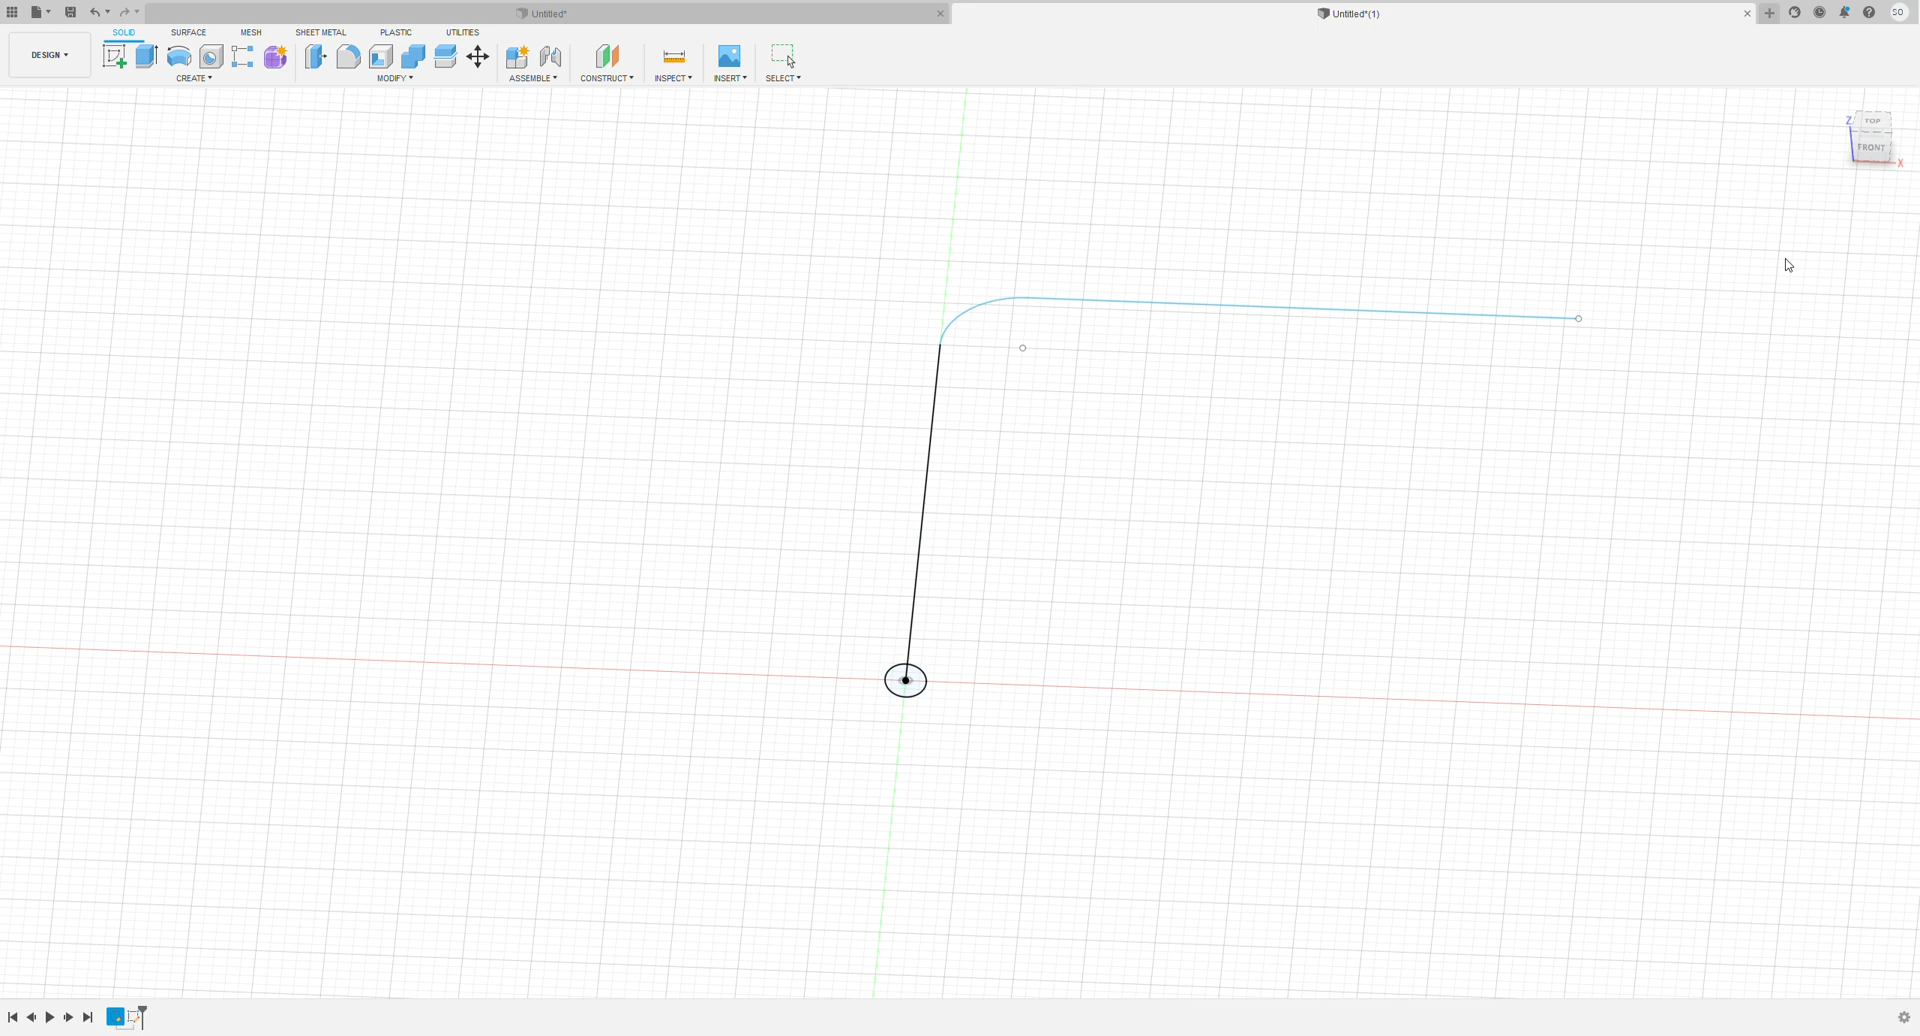 Untitled*
Untitled*(1)
SO
SOLID
SURFACE
MESH
SHEET METAL
PLASTIC
UTILITIES
DESIGN
CREATE
MODIFY
ASSEMBLE
CONSTRUCT
INSPECT
INSERT
SELECT
Z
TOP
FRONT
X